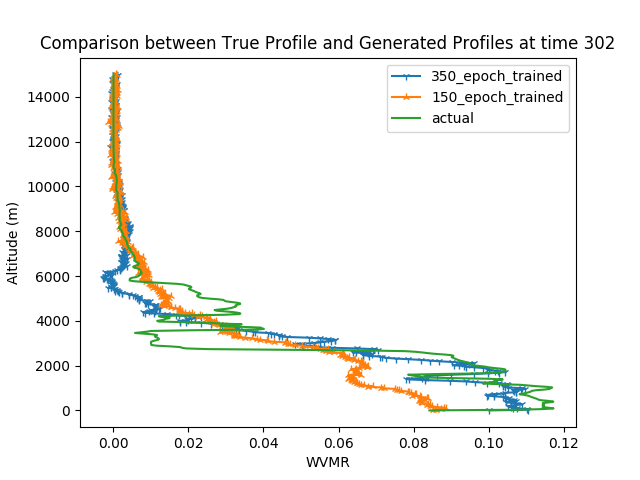 Comparison between True Profile and Generated Profiles at time 302
350_epoch_trained
150_epoch_trained
actual
Altitude (m)
14000
12000
10000
8000
6000
4000
2000
0
0.00 0.02 0.04 0.06 0.08 0.10 0.12
WVMR